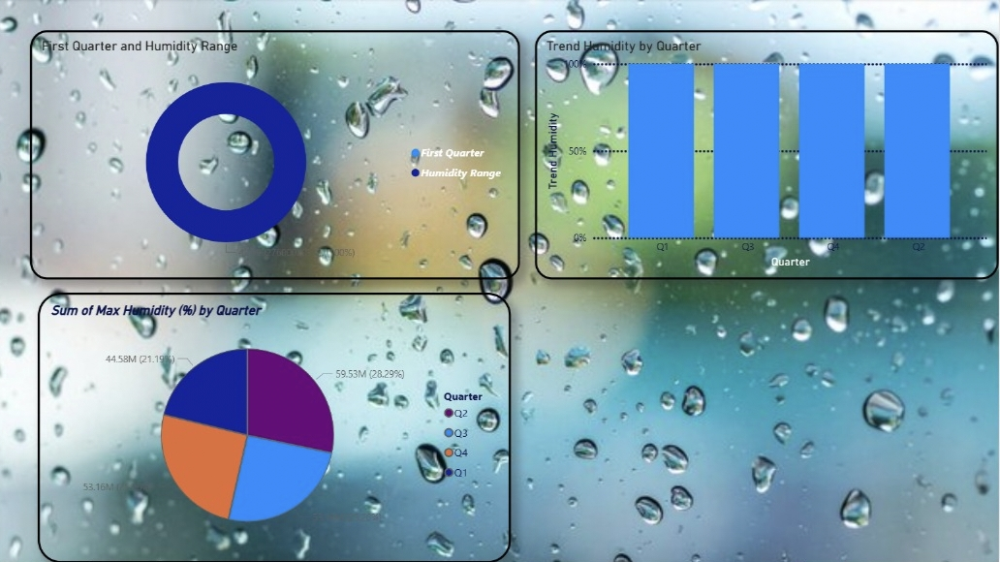 First Quarter and Humidity Range
First Quarter
Humidity Range
Trend Humidity by Quarter
Trend Humidity
100%
50%
0%
Q1
Q3
Q4
Q2
Quarter
Sum of Max Humidity (%) by Quarter
44.58M (21.19%)
59.53M (28.29%)
53.16M
Quarter
Q2
Q3
Q4
Q1